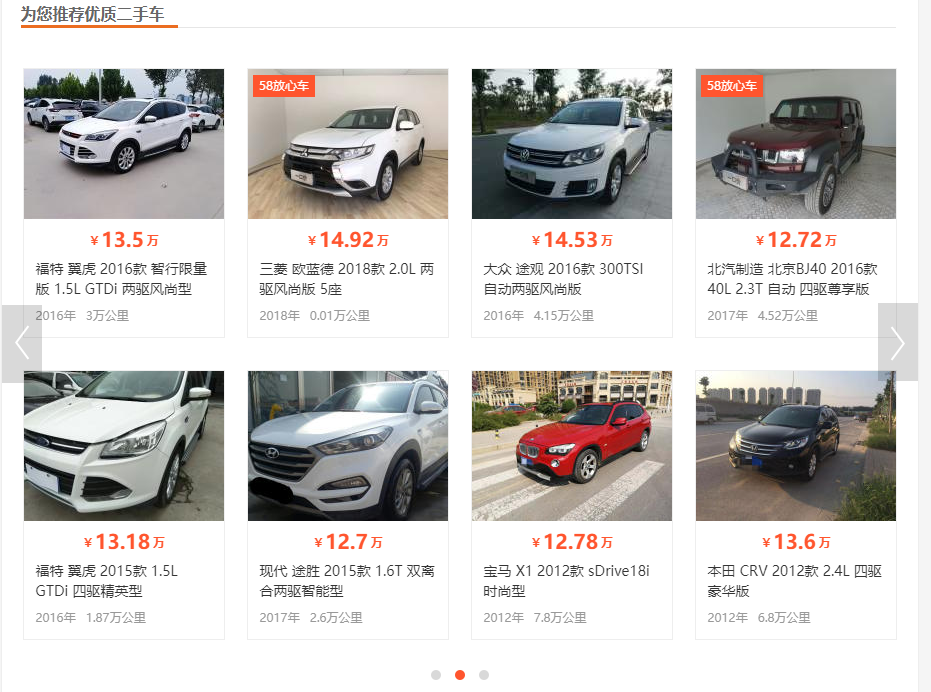 为您推荐优质二手车
58放心车
58放心车
¥13.5万
福特 翼虎 2016款 智行限量
版 1.5L GTDi 两驱风尚型
2016年 3万公里
¥14.92万
三菱 欧蓝德 2018款 2.0L 两
驱风尚版 5座
2018年 0.01万公里
¥14.53万
大众 途观 2016款 300TSI
自动两驱风尚版
2016年 4.15万公里
¥12.72万
北汽制造 北京BJ40 2016款
40L 2.3T 自动 四驱尊享版
2017年 4.52万公里
¥13.18万
福特 翼虎 2015款 1.5L
GTDi 四驱精英型
2016年 1.87万公里
¥12.7万
现代 途胜 2015款 1.6T 双离
合两驱智能型
2017年 2.6万公里
¥12.78万
宝马 X1 2012款 sDrive18i
时尚型
2012年 7.8万公里
¥13.6万
本田 CRV 2012款 2.4L 四驱
豪华版
2012年 6.8万公里